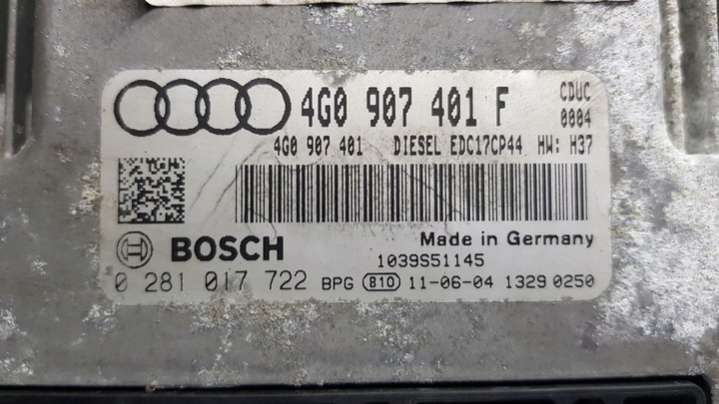 4G0 907 401 F
CDUC
0004
4G0 907 401 DIESEL EDC17CP44 HW: H37
BOSCH
Made in Germany
1039S51145
0 281 017 722 BPG 810 11-06-04 1329 0250